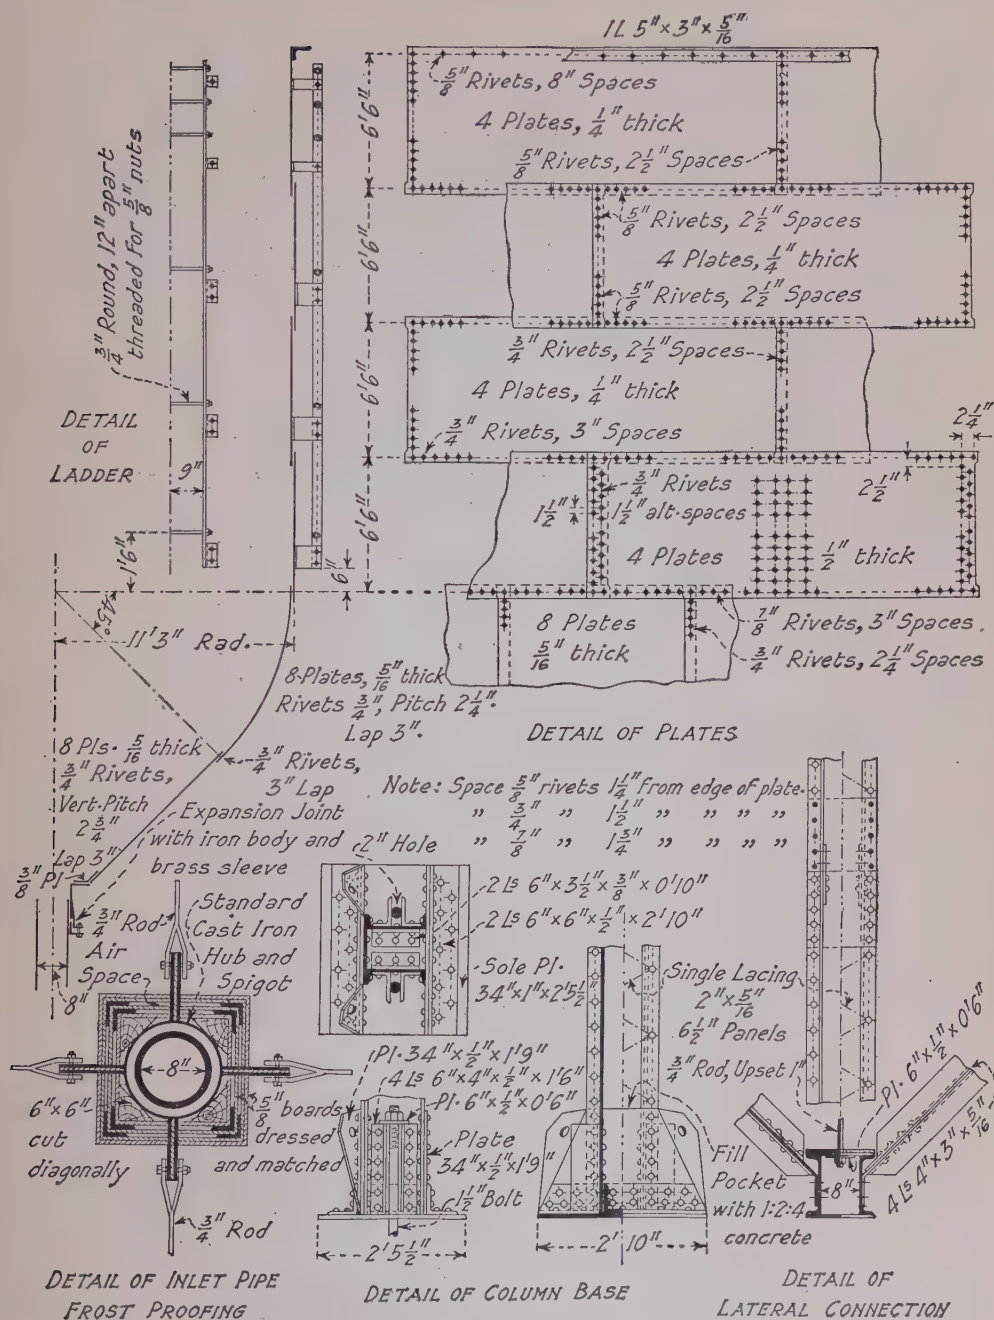 1L 5"×3"×5/16"
5/8" Rivets, 8" Spaces
4 Plates, 1/4" thick
5/8" Rivets, 2 1/2" Spaces
6'6"
5/8" Rivets, 2 1/2" Spaces
4 Plates, 1/4" thick
5/8" Rivets, 2 1/2" Spaces
6'6"
3/4" Rivets, 2 1/2" Spaces
4 Plates, 1/4" thick
3/4" Rivets, 3" Spaces
6'6"
2 1/4"
2 1/2"
3/4" Rivets
1 1/2" alt. spaces
1 1/2"
4 Plates 1/2" thick
6'6"
8 Plates
5/16" thick
7/8" Rivets, 3" Spaces.
3/4" Rivets, 2 1/4" Spaces
DETAIL OF PLATES
3/4" Round, 12" apart
threaded for 5/8" nuts
DETAIL
OF
LADDER
9"
1'6"
6"
45°
11'3" Rad.
8-Plates, 5/16" thick
Rivets 3/4", Pitch 2 1/4".
Lap 3".
8 Pls. 5/16 thick
3/4" Rivets,
Vert. Pitch
2 3/4"
3/4" Rivets,
3" Lap
Lap 3"
3/8" Pl
Expansion Joint
with iron body and
brass sleeve
Note: Space 5/8" rivets 1 1/4" from edge of plate.
" 3/4" " 1 1/2" " " " "
" 7/8" " 1 3/4" " " " "
3/4" Rod
Air
Space
8"
Standard
Cast Iron
Hub and
Spigot
8"
6"×6"
cut
diagonally
5/8" boards
dressed
and matched
3/4" Rod
DETAIL OF INLET PIPE
FROST PROOFING
2" Hole
2 Ls 6"×3 1/2"×3/8"×0'10"
2 Ls 6"×6"×1/2"×2'10"
Sole Pl.
34"×1"×2'5 1/2"
Pl. 34"×1/2"×1'9"
4 Ls 6"×4"×1/2"×1'6"
Pl. 6"×1/2"×0'6"
Plate
34"×1/2"×1'9"
1 1/2" Bolt
2'5 1/2"
2'10"
DETAIL OF COLUMN BASE
Single Lacing
2"×5/16"
6 1/2" Panels
3/4" Rod, Upset 1"
Fill
Pocket
with 1:2:4
concrete
Pl. 6"×1/2"×0'6"
8"
4 Ls 4"×3"×5/16"
DETAIL OF
LATERAL CONNECTION